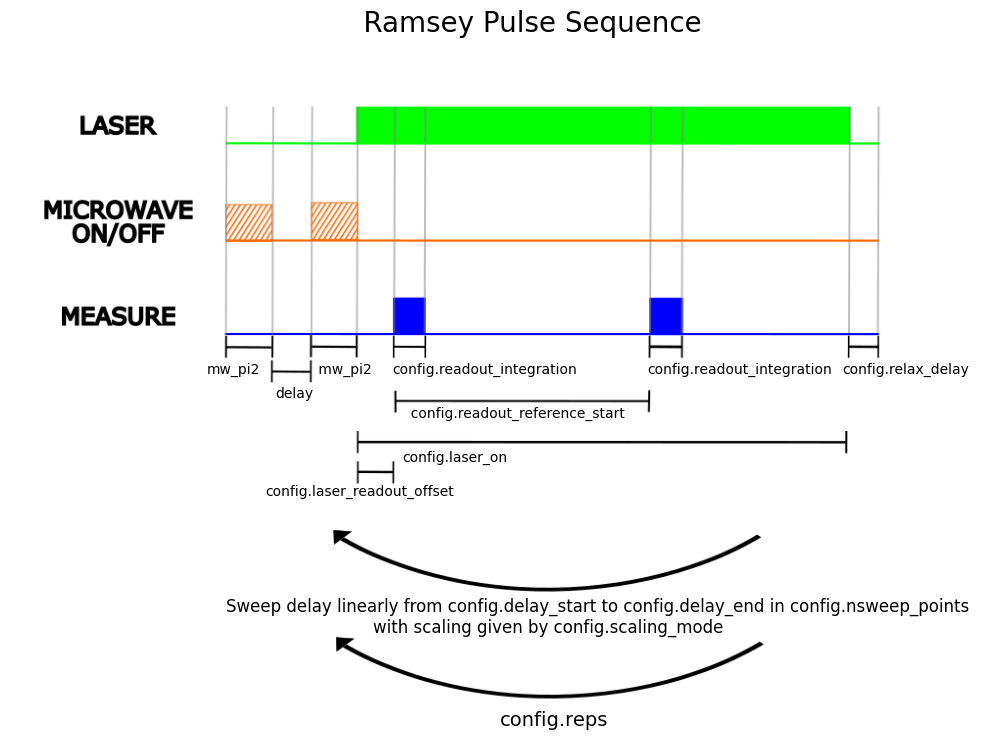 Ramsey Pulse Sequence
LASER
MICROWAVE
ON/OFF
MEASURE
mw_pi2
mw_pi2
config.readout_integration
config.readout_integration
config.relax_delay
delay
config.readout_reference_start
config.laser_on
config.laser_readout_offset
Sweep delay linearly from config.delay_start to config.delay_end in config.nsweep_points
with scaling given by config.scaling_mode
config.reps